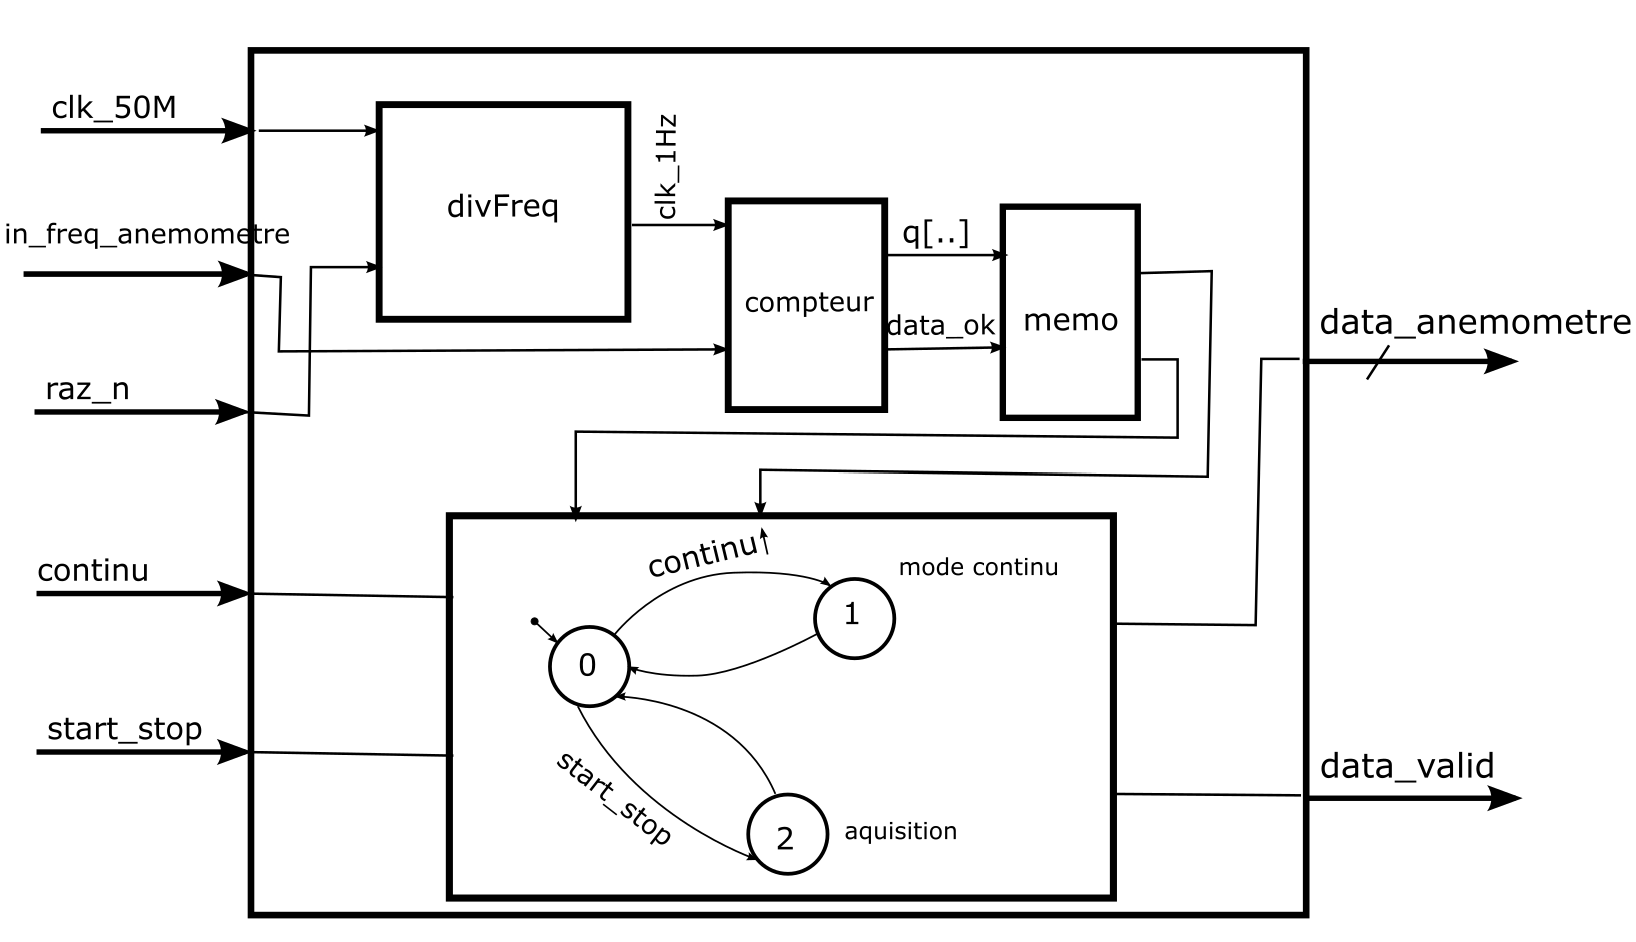 clk_50M
clk_1Hz
divFreq
in_freq_anemometre
q[..]
compteur
data_ok
memo
data_anemometre
raz_n
continu
mode continu
continu
1
0
start_stop
start_stop
2
aquisition
data_valid